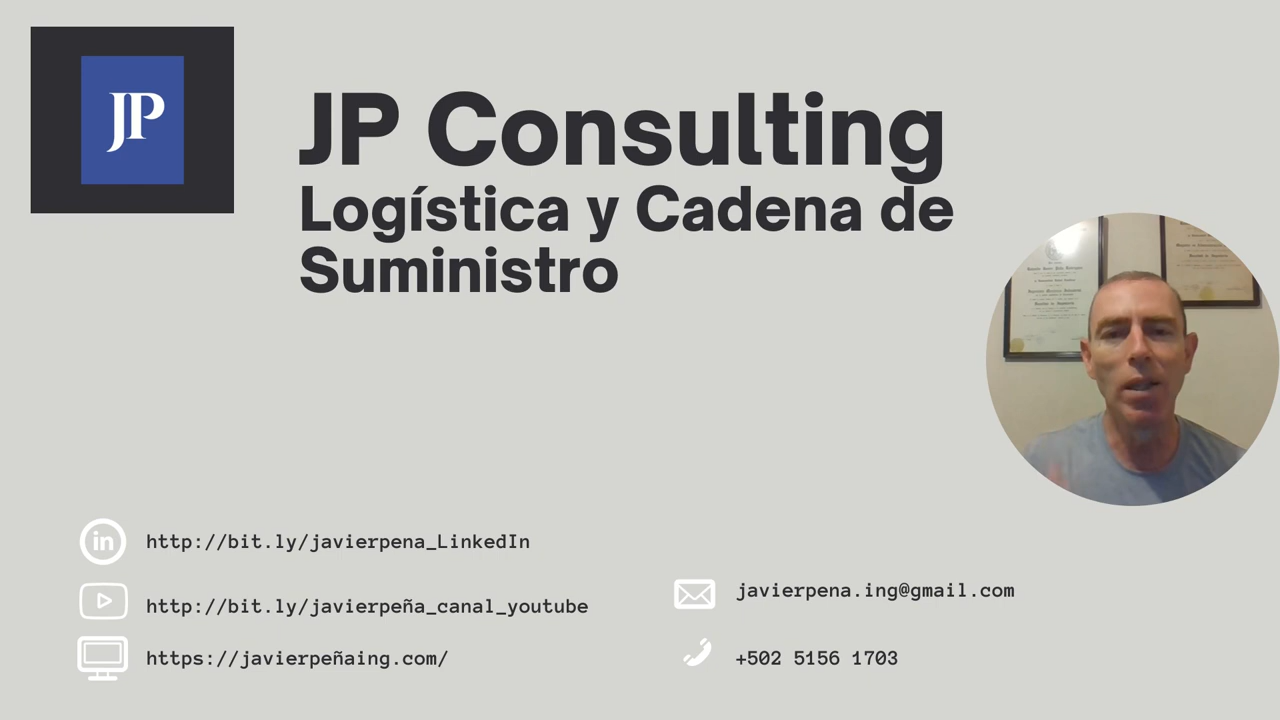 JP
JP Consulting
Logística y Cadena de
Suministro
in
http://bit.ly/javierpena_LinkedIn
http://bit.ly/javierpeña_canal_youtube
https://javierpeñaing.com/
javierpena.ing@gmail.com
+502 5156 1703